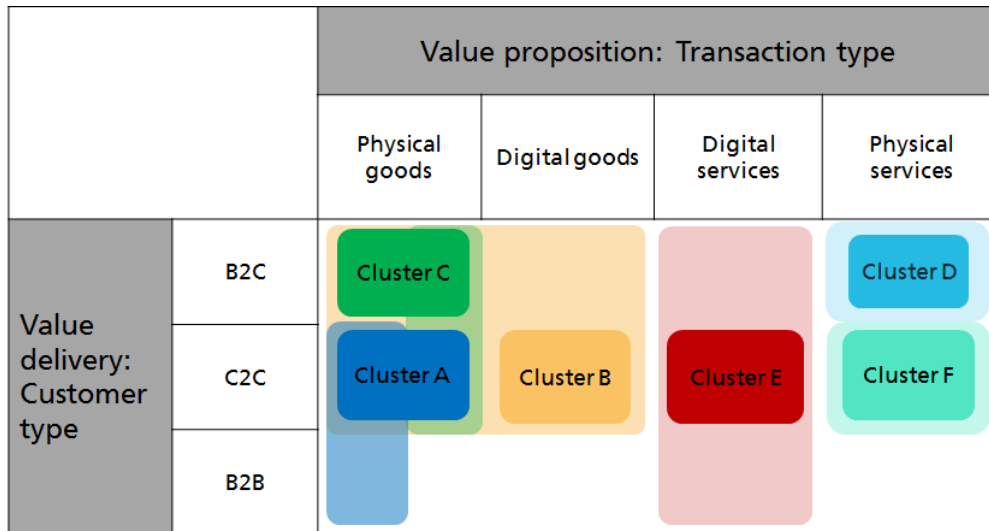 Value proposition: Transaction type
Physical
goods
Digital goods
Digital
services
Physical
services
Value
delivery:
Customer
type
B2C
Cluster C
Cluster D
C2C
Cluster A
Cluster B
Cluster E
Cluster F
B2B